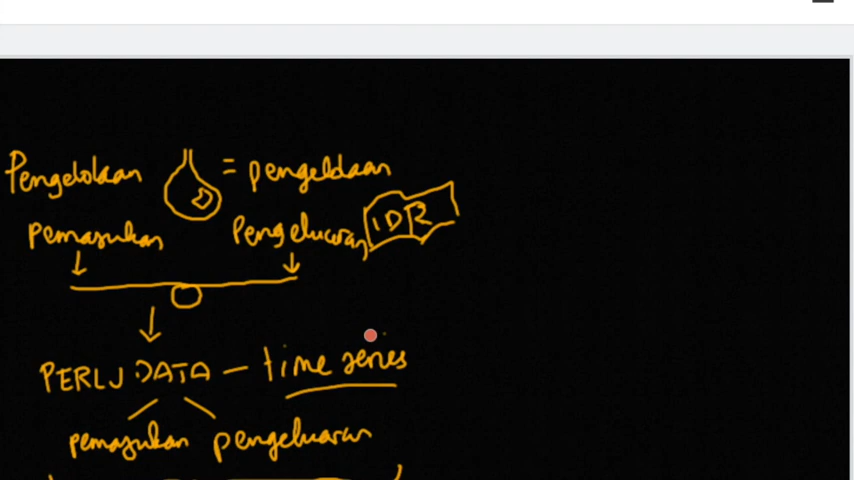 Pengelolaan = pengeldaan
pemasukan Pengeluaran IDR
PERLU DATA - time series
pemasukan pengeluaran